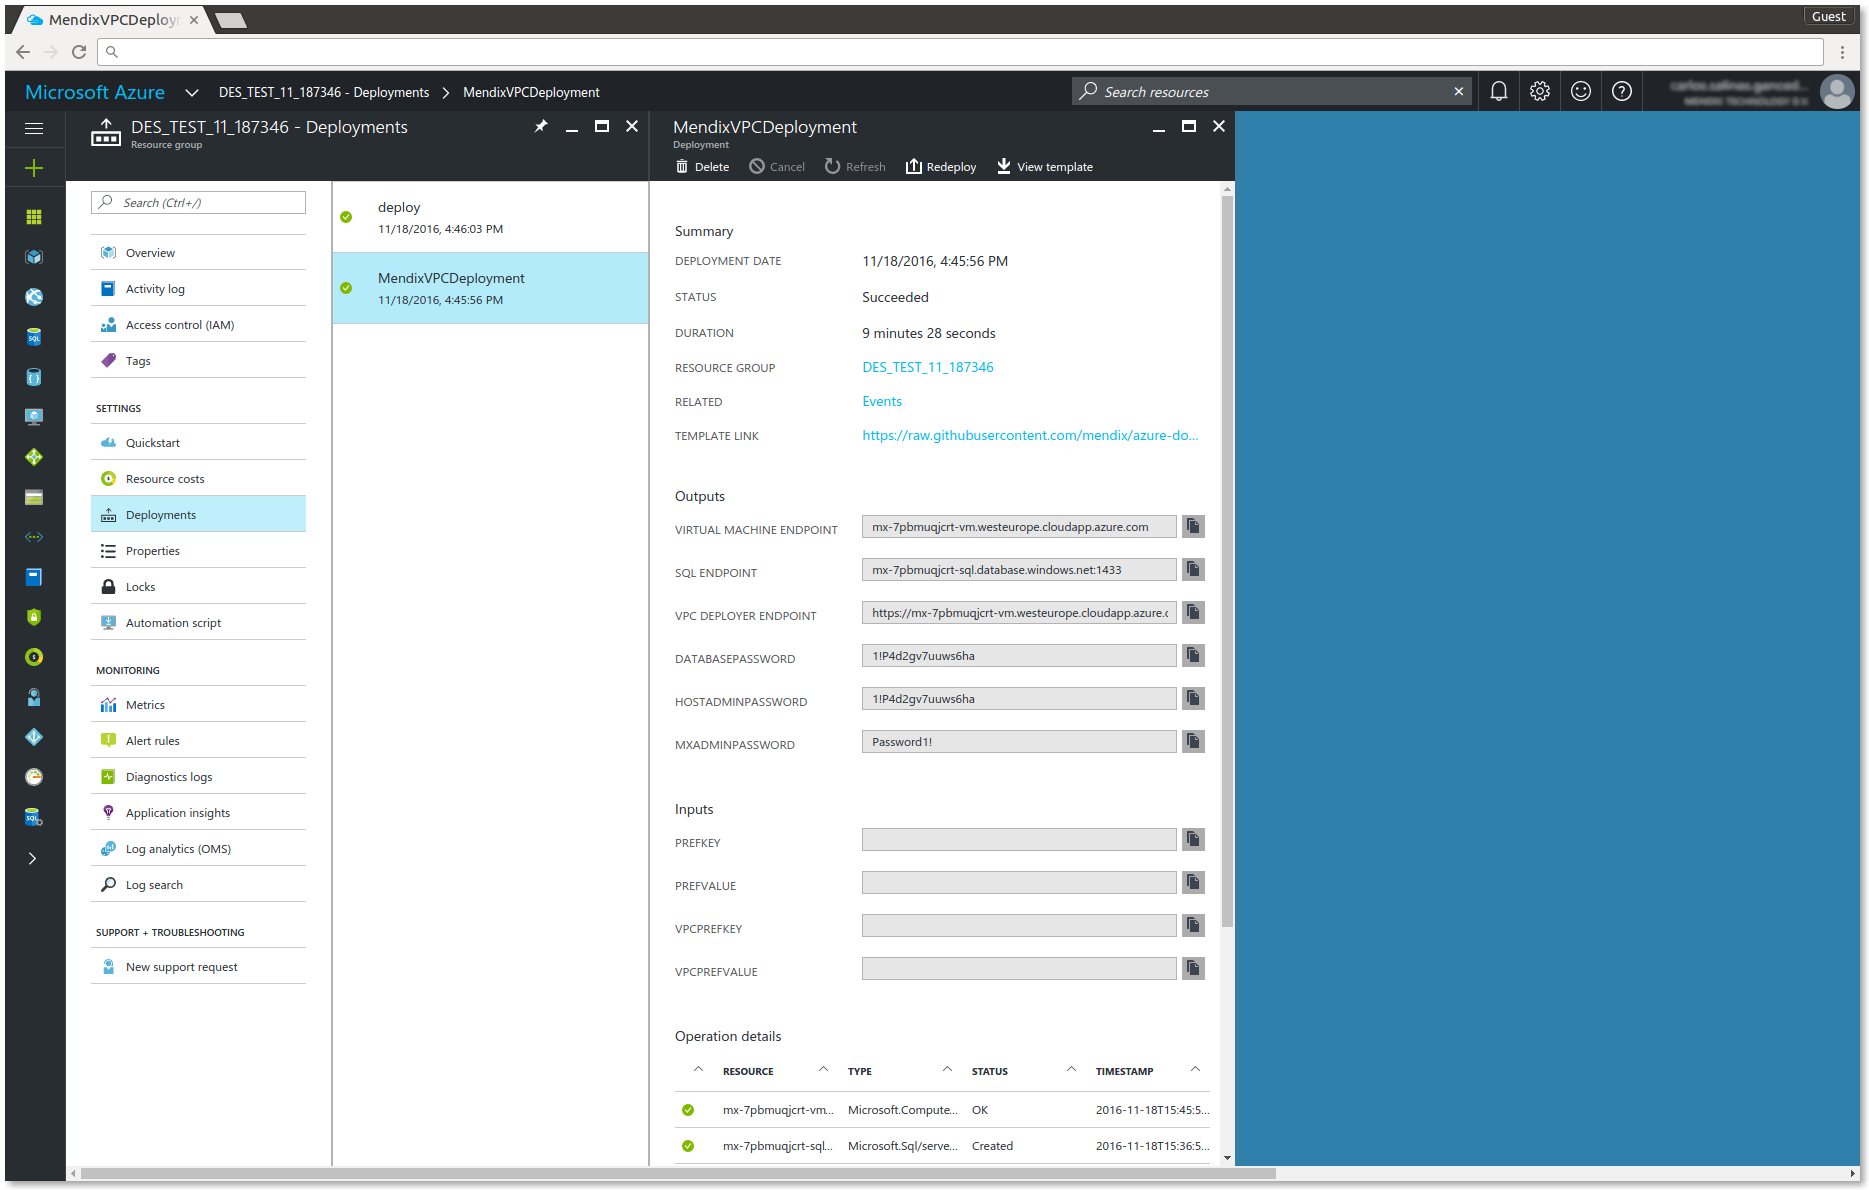 MendixVPCDeploy
Guest
Microsoft Azure
DES_TEST_11_187346 - Deployments > MendixVPCDeployment
Search resources
DES_TEST_11_187346 - Deployments
Resource group
MendixVPCDeployment
Deployment
Delete Cancel Refresh Redeploy View template
Search (Ctrl+/)
Overview
Activity log
Access control (IAM)
Tags
SETTINGS
Quickstart
Resource costs
Deployments
Properties
Locks
Automation script
MONITORING
Metrics
Alert rules
Diagnostics logs
Application insights
Log analytics (OMS)
Log search
SUPPORT + TROUBLESHOOTING
New support request
deploy
11/18/2016, 4:46:03 PM
MendixVPCDeployment
11/18/2016, 4:45:56 PM
Summary
DEPLOYMENT DATE 11/18/2016, 4:45:56 PM
STATUS Succeeded
DURATION 9 minutes 28 seconds
RESOURCE GROUP DES_TEST_11_187346
RELATED Events
TEMPLATE LINK https://raw.githubusercontent.com/mendix/azure-do...
Outputs
VIRTUAL MACHINE ENDPOINT mx-7pbmuqjcrt-vm.westeurope.cloudapp.azure.com
SQL ENDPOINT mx-7pbmuqjcrt-sql.database.windows.net:1433
VPC DEPLOYER ENDPOINT https://mx-7pbmuqjcrt-vm.westeurope.cloudapp.azure.c
DATABASEPASSWORD 1!P4d2gv7uuws6ha
HOSTADMINPASSWORD 1!P4d2gv7uuws6ha
MXADMINPASSWORD Password1!
Inputs
PREFKEY
PREFVALUE
VPCPREFKEY
VPCPREFVALUE
Operation details
RESOURCE TYPE STATUS TIMESTAMP
mx-7pbmuqjcrt-vm... Microsoft.Compute... OK 2016-11-18T15:45:5...
mx-7pbmuqjcrt-sql... Microsoft.Sql/serve... Created 2016-11-18T15:36:5...